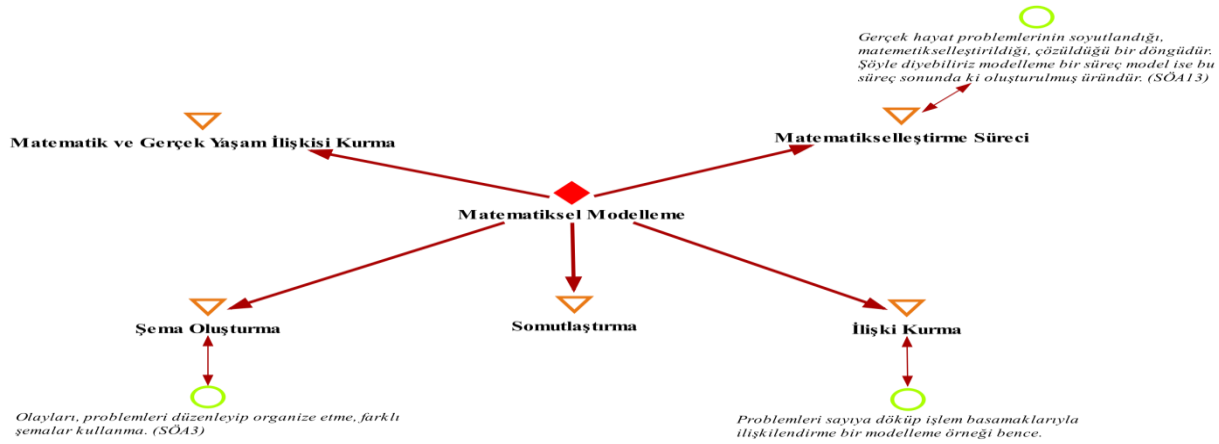 Gerçek hayat problemlerinin soyutlandığı,
matemetikselleştirildiği, çözüldüğü bir döngüdür.
Şöyle diyebiliriz modelleme bir süreç model ise bu
süreç sonunda ki oluşturulmuş üründür. (SÖA13)
Matematik ve Gerçek Yaşam İlişkisi Kurma
Matematikselleştirme Süreci
Matematiksel Modelleme
Şema Oluşturma
Somutlaştırma
İlişki Kurma
Olayları, problemleri düzenleyip organize etme, farklı
şemalar kullanma. (SÖA3)
Problemleri sayıya döküp işlem basamaklarıyla
ilişkilendirme bir modelleme örneği bence.